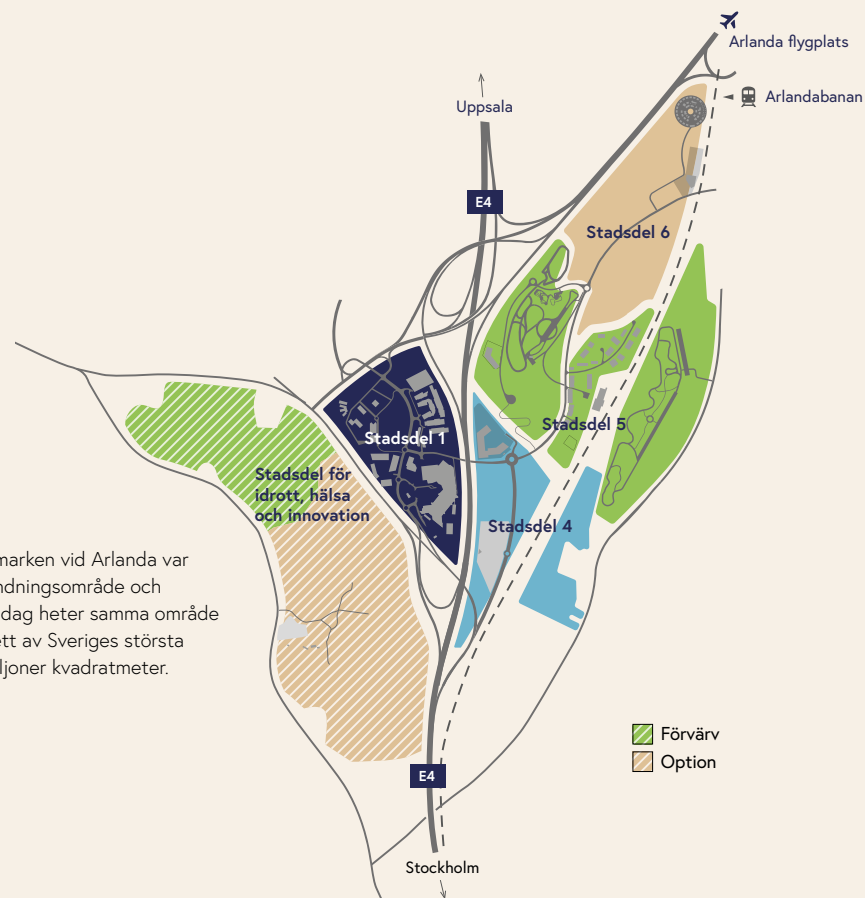 Arlanda flygplats
Arlandabanan
Uppsala
E4
Stadsdel 6
Stadsdel 5
Stadsdel 1
Stadsdel för
idrott, hälsa
och innovation
Stadsdel 4
marken vid Arlanda var
ndningsområde och
dag heter samma område
ett av Sveriges största
ljoner kvadratmeter.
Förvärv
Option
E4
Stockholm